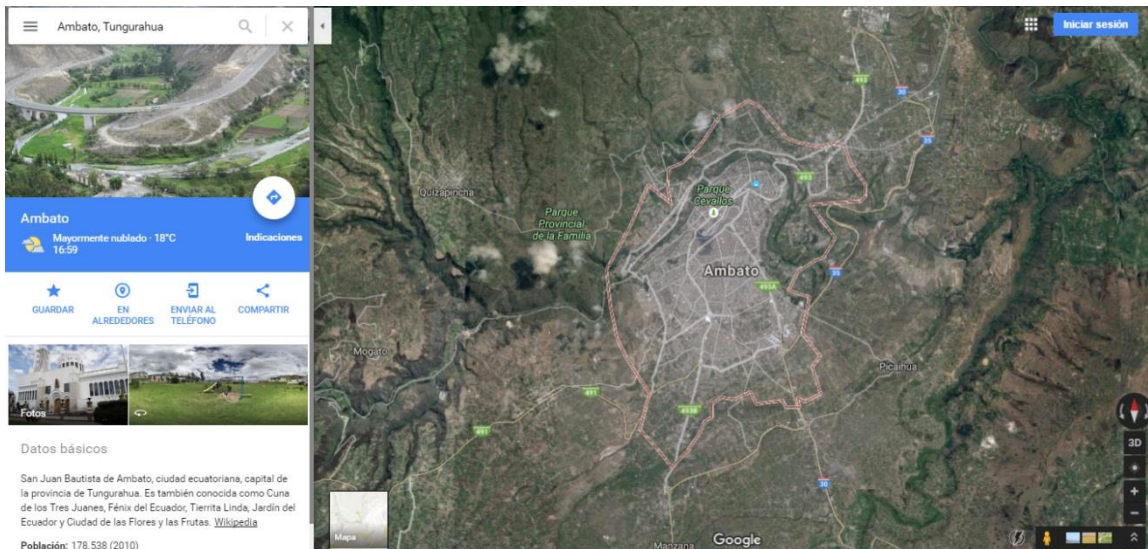 Ambato, Tungurahua
Ambato
Mayormente nublado · 18°C
16:59
Indicaciones
GUARDAR
EN ALREDEDORES
ENVIAR AL TELÉFONO
COMPARTIR
Fotos
Datos básicos
San Juan Bautista de Ambato, ciudad ecuatoriana, capital de
la provincia de Tungurahua. Es también conocida como Cuna
de los Tres Juanes, Fénix del Ecuador, Tierrita Linda, Jardín del
Ecuador y Ciudad de las Flores y las Frutas. Wikipedia
Población: 178.538 (2010)
Iniciar sesión
493
30
35
Quizapincha
Parque
Provincial
de la Familia
Parque
Cevallos
493
Ambato
35
493A
Mogato
Picaihua
491
493B
491
30
3D
Mapa
Manzana
Google